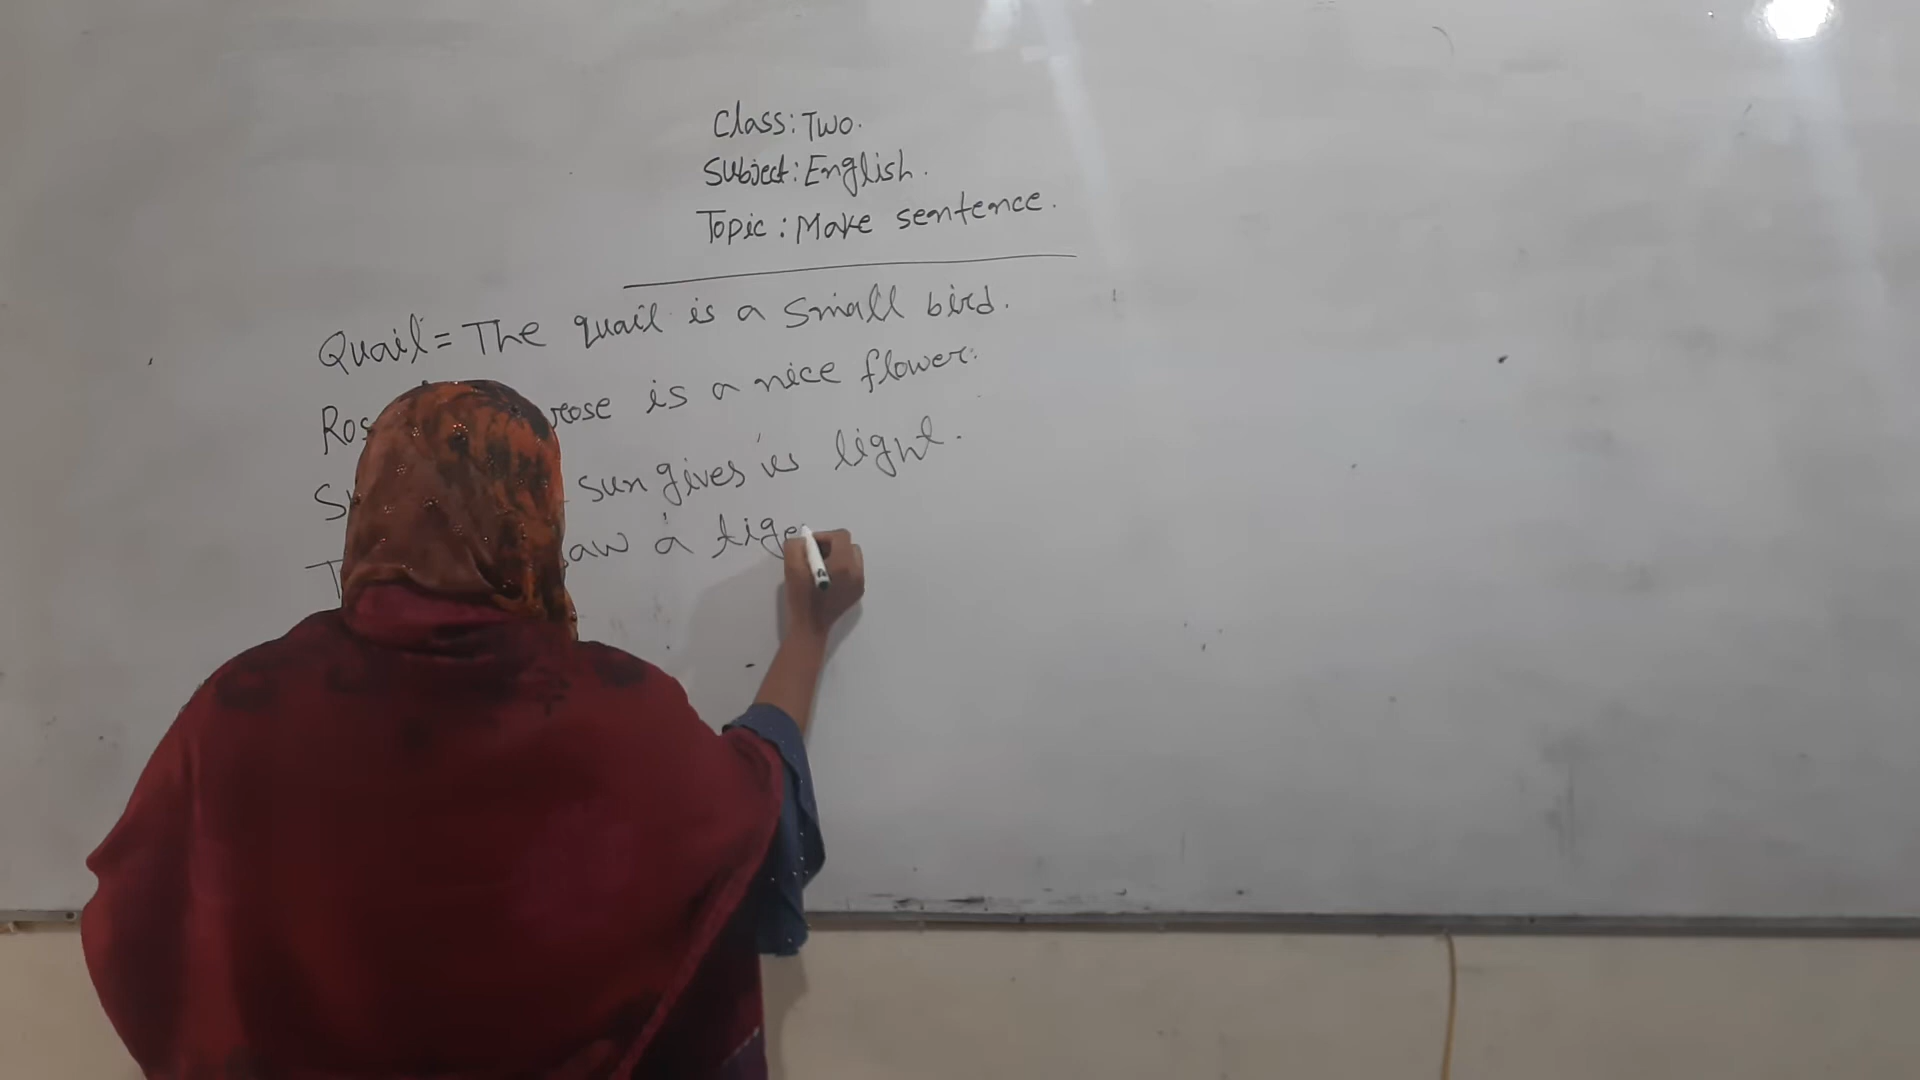 Class: Two.
Subject: English.
Topic: Make sentence.
Quail = The quail is a small bird.
Ros rose is a nice flower.
S sun gives us light.
T aw a tige